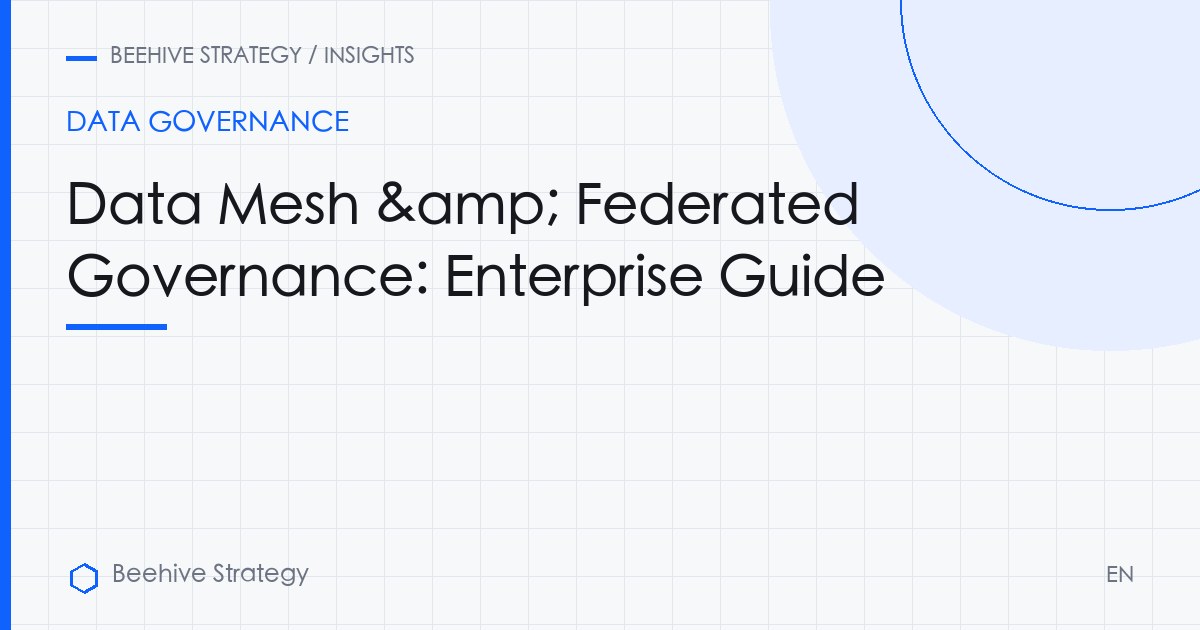 BEEHIVE STRATEGY / INSIGHTS
DATA GOVERNANCE
Data Mesh &amp; Federated
Governance: Enterprise Guide
Beehive Strategy
EN